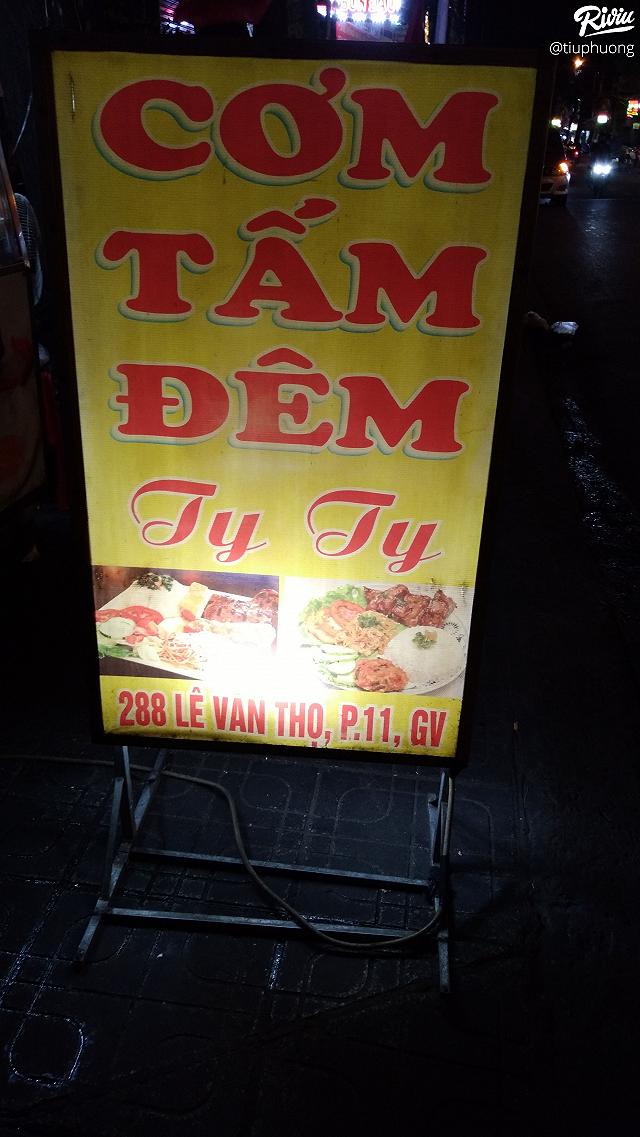 Riviu
@tiuphuong
CƠM
TẤM
ĐÊM
Ty Ty
288 LÊ VĂN THỌ, P.11, GV